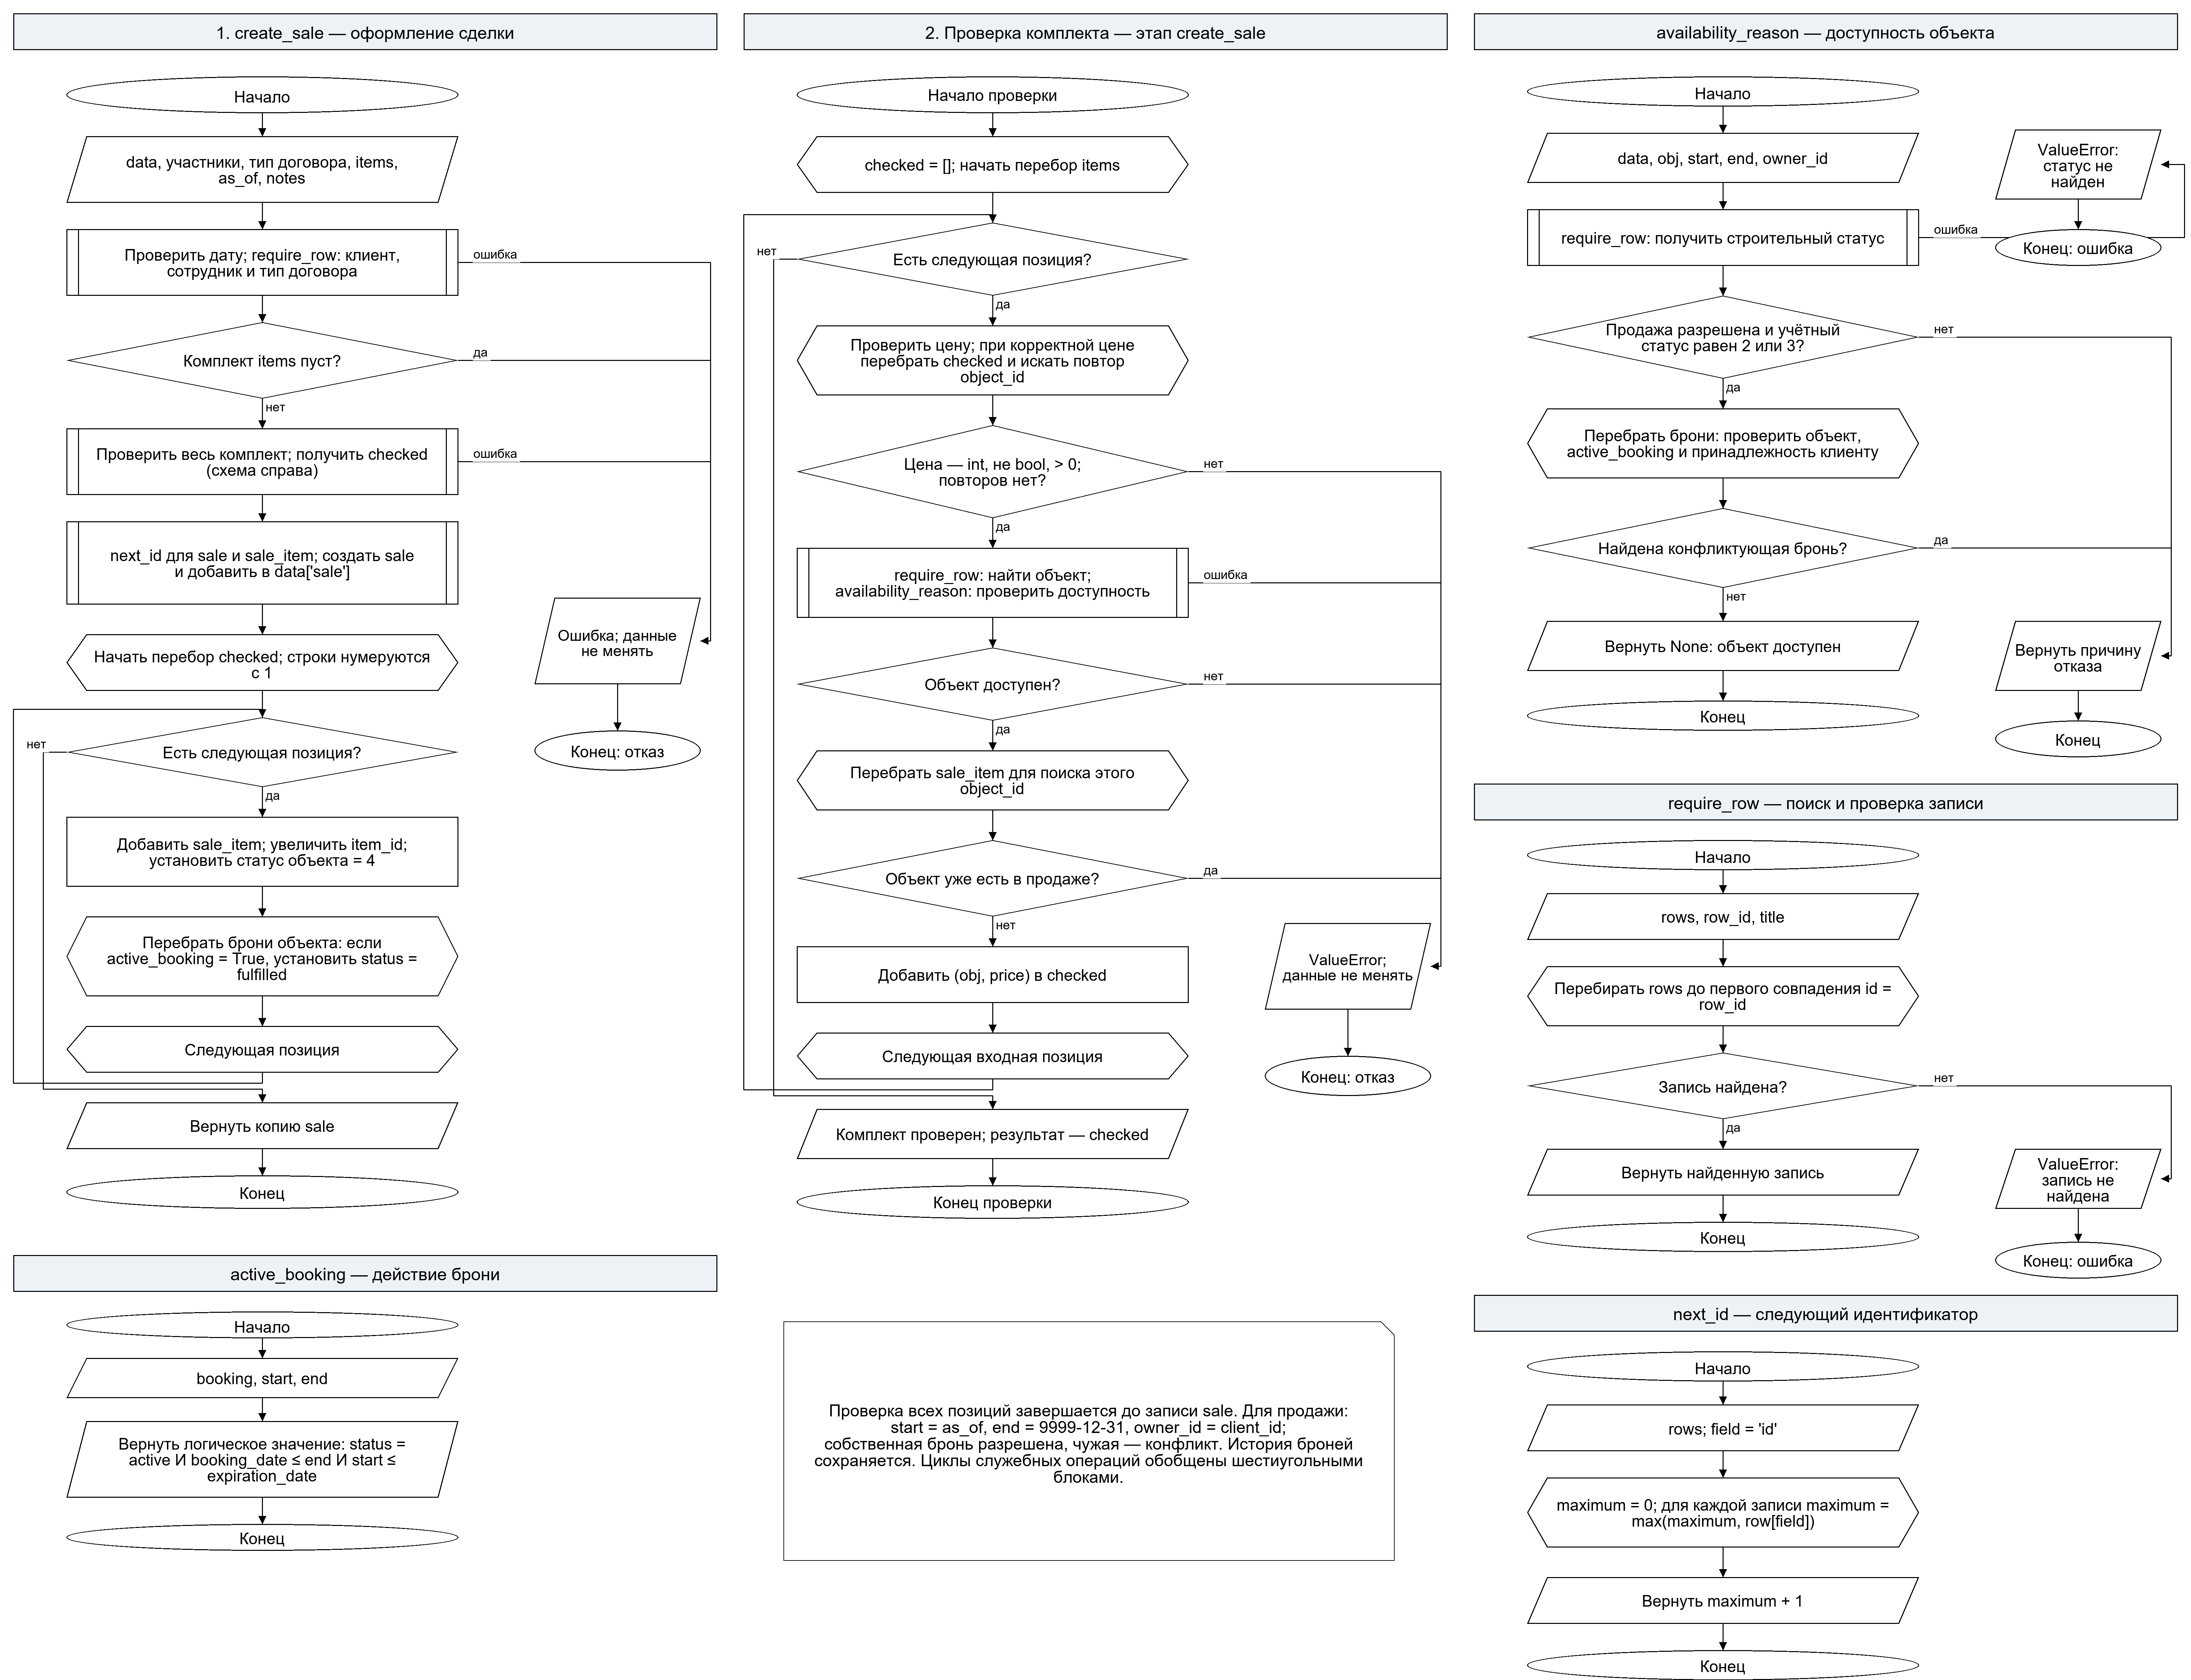 1. create_sale — оформление сделки
Начало
data, участники, тип договора, items,
as_of, notes
Проверить дату; require_row: клиент,
сотрудник и тип договора
ошибка
Комплект items пуст?
да
нет
Проверить весь комплект; получить checked
(схема справа)
ошибка
next_id для sale и sale_item; создать sale
и добавить в data['sale']
Ошибка; данные
не менять
Конец: отказ
Начать перебор checked; строки нумеруются
с 1
Есть следующая позиция?
нет
да
Добавить sale_item; увеличить item_id;
установить статус объекта = 4
Перебрать брони объекта: если
active_booking = True, установить status =
fulfilled
Следующая позиция
Вернуть копию sale
Конец
active_booking — действие брони
Начало
booking, start, end
Вернуть логическое значение: status =
active И booking_date ≤ end И start ≤
expiration_date
Конец
2. Проверка комплекта — этап create_sale
Начало проверки
checked = []; начать перебор items
Есть следующая позиция?
нет
да
Проверить цену; при корректной цене
перебрать checked и искать повтор
object_id
Цена — int, не bool, > 0;
повторов нет?
нет
да
require_row: найти объект;
availability_reason: проверить доступность
ошибка
Объект доступен?
нет
да
Перебрать sale_item для поиска этого
object_id
Объект уже есть в продаже?
да
нет
Добавить (obj, price) в checked
ValueError;
данные не менять
Конец: отказ
Следующая входная позиция
Комплект проверен; результат — checked
Конец проверки
Проверка всех позиций завершается до записи sale. Для продажи:
start = as_of, end = 9999-12-31, owner_id = client_id;
собственная бронь разрешена, чужая — конфликт. История броней
сохраняется. Циклы служебных операций обобщены шестиугольными
блоками.
availability_reason — доступность объекта
Начало
data, obj, start, end, owner_id
require_row: получить строительный статус
ошибка
ValueError:
статус не
найден
Конец: ошибка
Продажа разрешена и учётный
статус равен 2 или 3?
нет
да
Перебрать брони: проверить объект,
active_booking и принадлежность клиенту
Найдена конфликтующая бронь?
да
нет
Вернуть None: объект доступен
Конец
Вернуть причину
отказа
Конец
require_row — поиск и проверка записи
Начало
rows, row_id, title
Перебирать rows до первого совпадения id =
row_id
Запись найдена?
нет
да
Вернуть найденную запись
Конец
ValueError:
запись не
найдена
Конец: ошибка
next_id — следующий идентификатор
Начало
rows; field = 'id'
maximum = 0; для каждой записи maximum =
max(maximum, row[field])
Вернуть maximum + 1
Конец